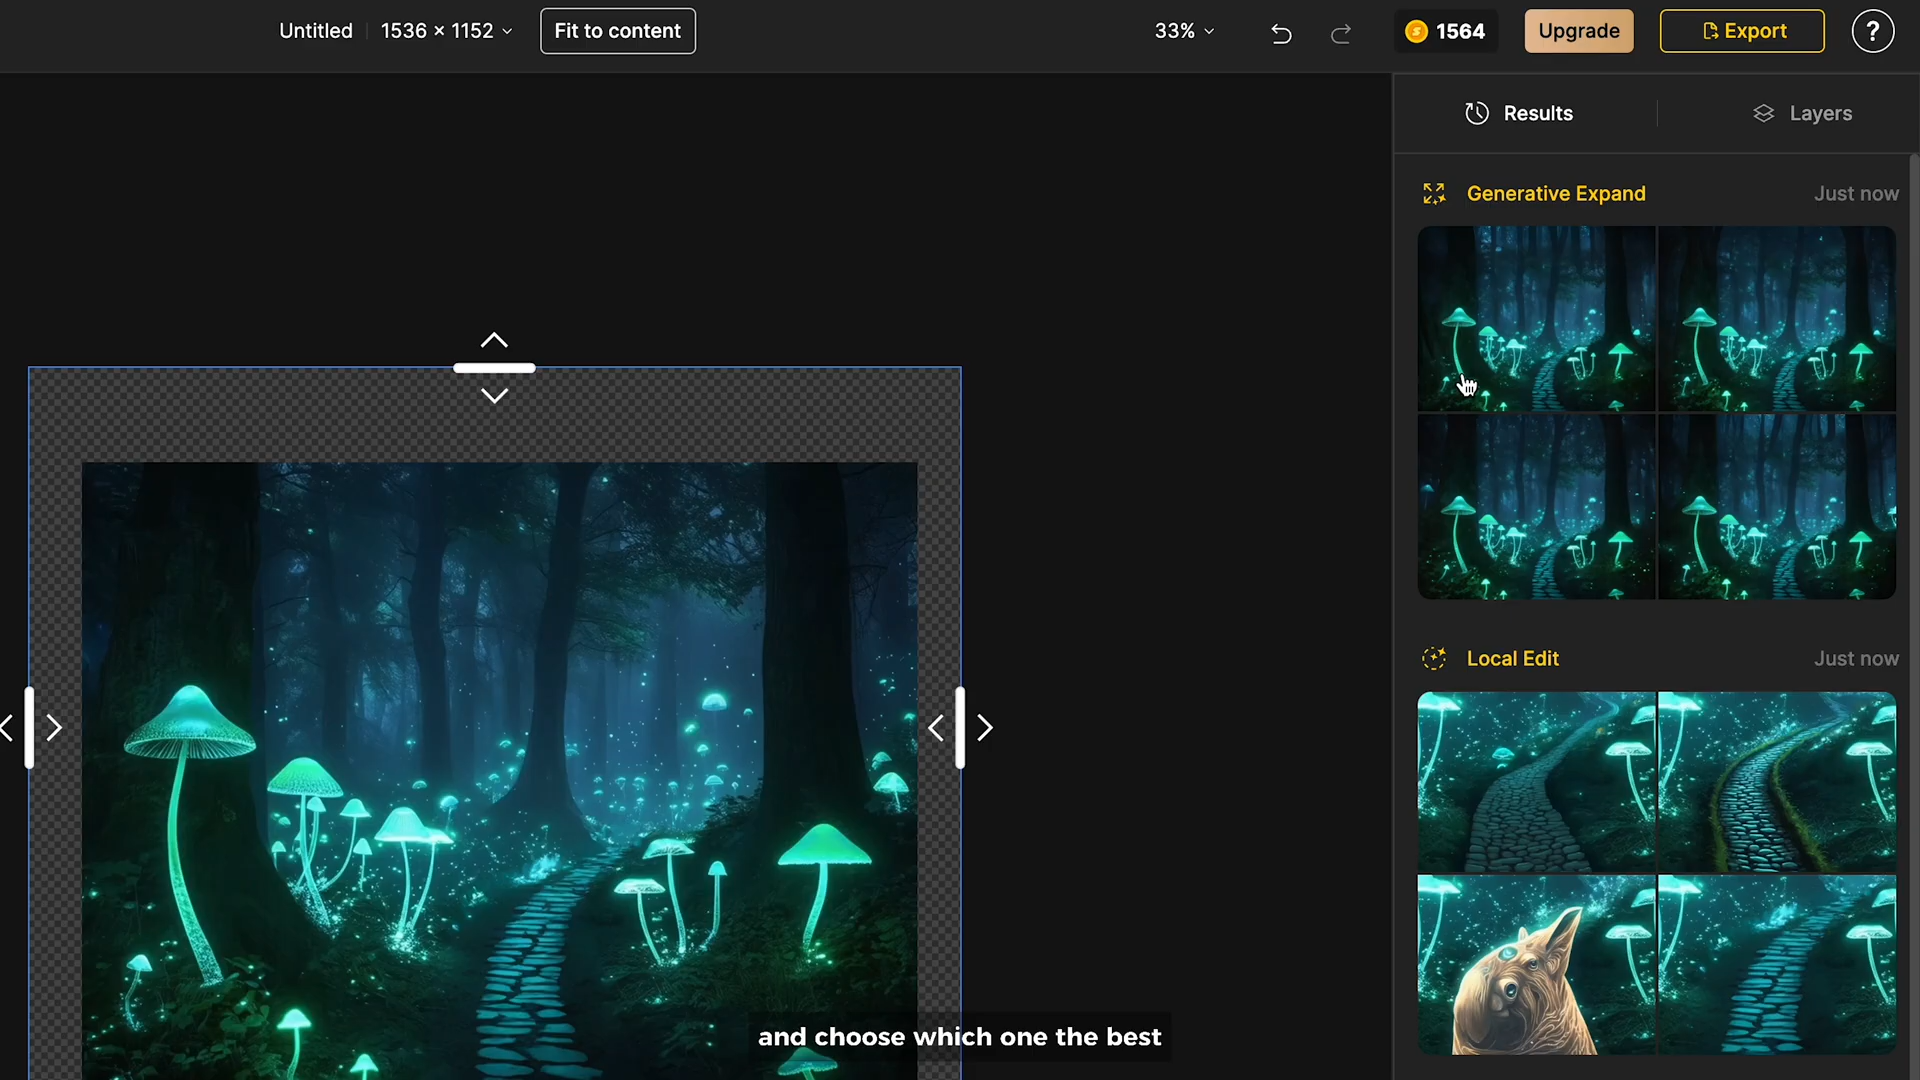 Untitled
1536 × 1152
Fit to content
33%
1564
Upgrade
Export
?
Results
Layers
Generative Expand
Just now
Local Edit
Just now
and choose which one the best